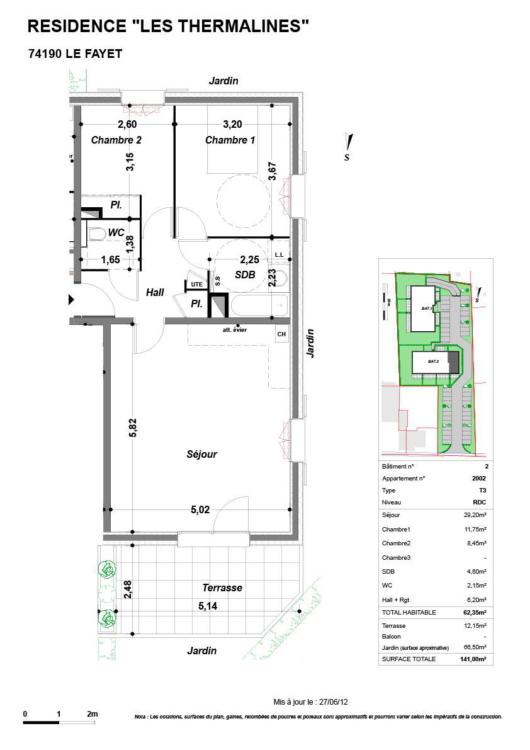 RESIDENCE "LES THERMALINES"
74190 LE FAYET
Jardin
2,60
Chambre 2
3,20
Chambre 1
3,15
3,67
S
Pl.
WC
1,38
1,65
2,25
SDB
L.L
2,23
S.S
UTE
Hall
Pl.
att. évier
CH
Jardin
5,82
Séjour
5,02
2,48
Terrasse
5,14
Jardin
BAT.1
BAT.2
S
Bâtiment n° 2
Appartement n° 2002
Type T3
Niveau RDC
Séjour 29,20m²
Chambre1 11,75m²
Chambre2 8,45m²
Chambre3 -
SDB 4,60m²
WC 2,15m²
Hall + Rgt 6,20m²
TOTAL HABITABLE 62,35m²
Terrasse 12,15m²
Balcon -
Jardin (surface aproximative) 66,50m²
SURFACE TOTALE 141,00m²
Mis à jour le : 27/06/12
0 1 2m
Nota : Les cotations, surfaces du plan, gaines, retombées de poutres et poteaux sont approximatifs et pourront varier selon les impératifs de la construction.